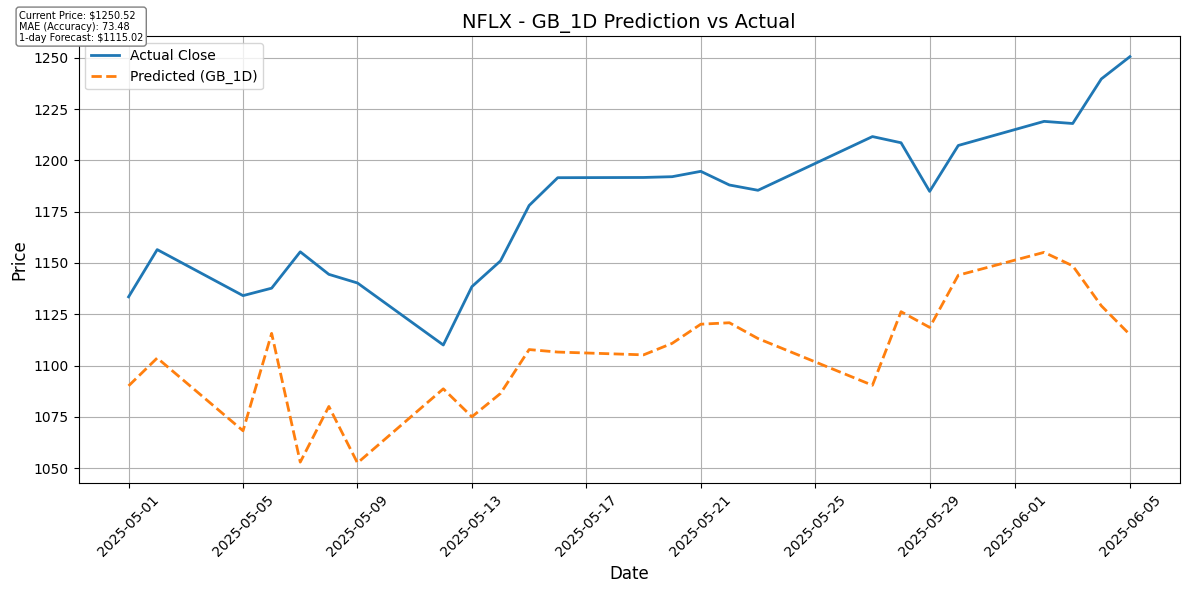 NFLX - GB_1D Prediction vs Actual
Current Price: $1250.52
MAE (Accuracy): 73.48
1-day Forecast: $1115.02
Actual Close
Predicted (GB_1D)
Price
1250
1225
1200
1175
1150
1125
1100
1075
1050
2025-05-01
2025-05-05
2025-05-09
2025-05-13
2025-05-17
2025-05-21
2025-05-25
2025-05-29
2025-06-01
2025-06-05
Date